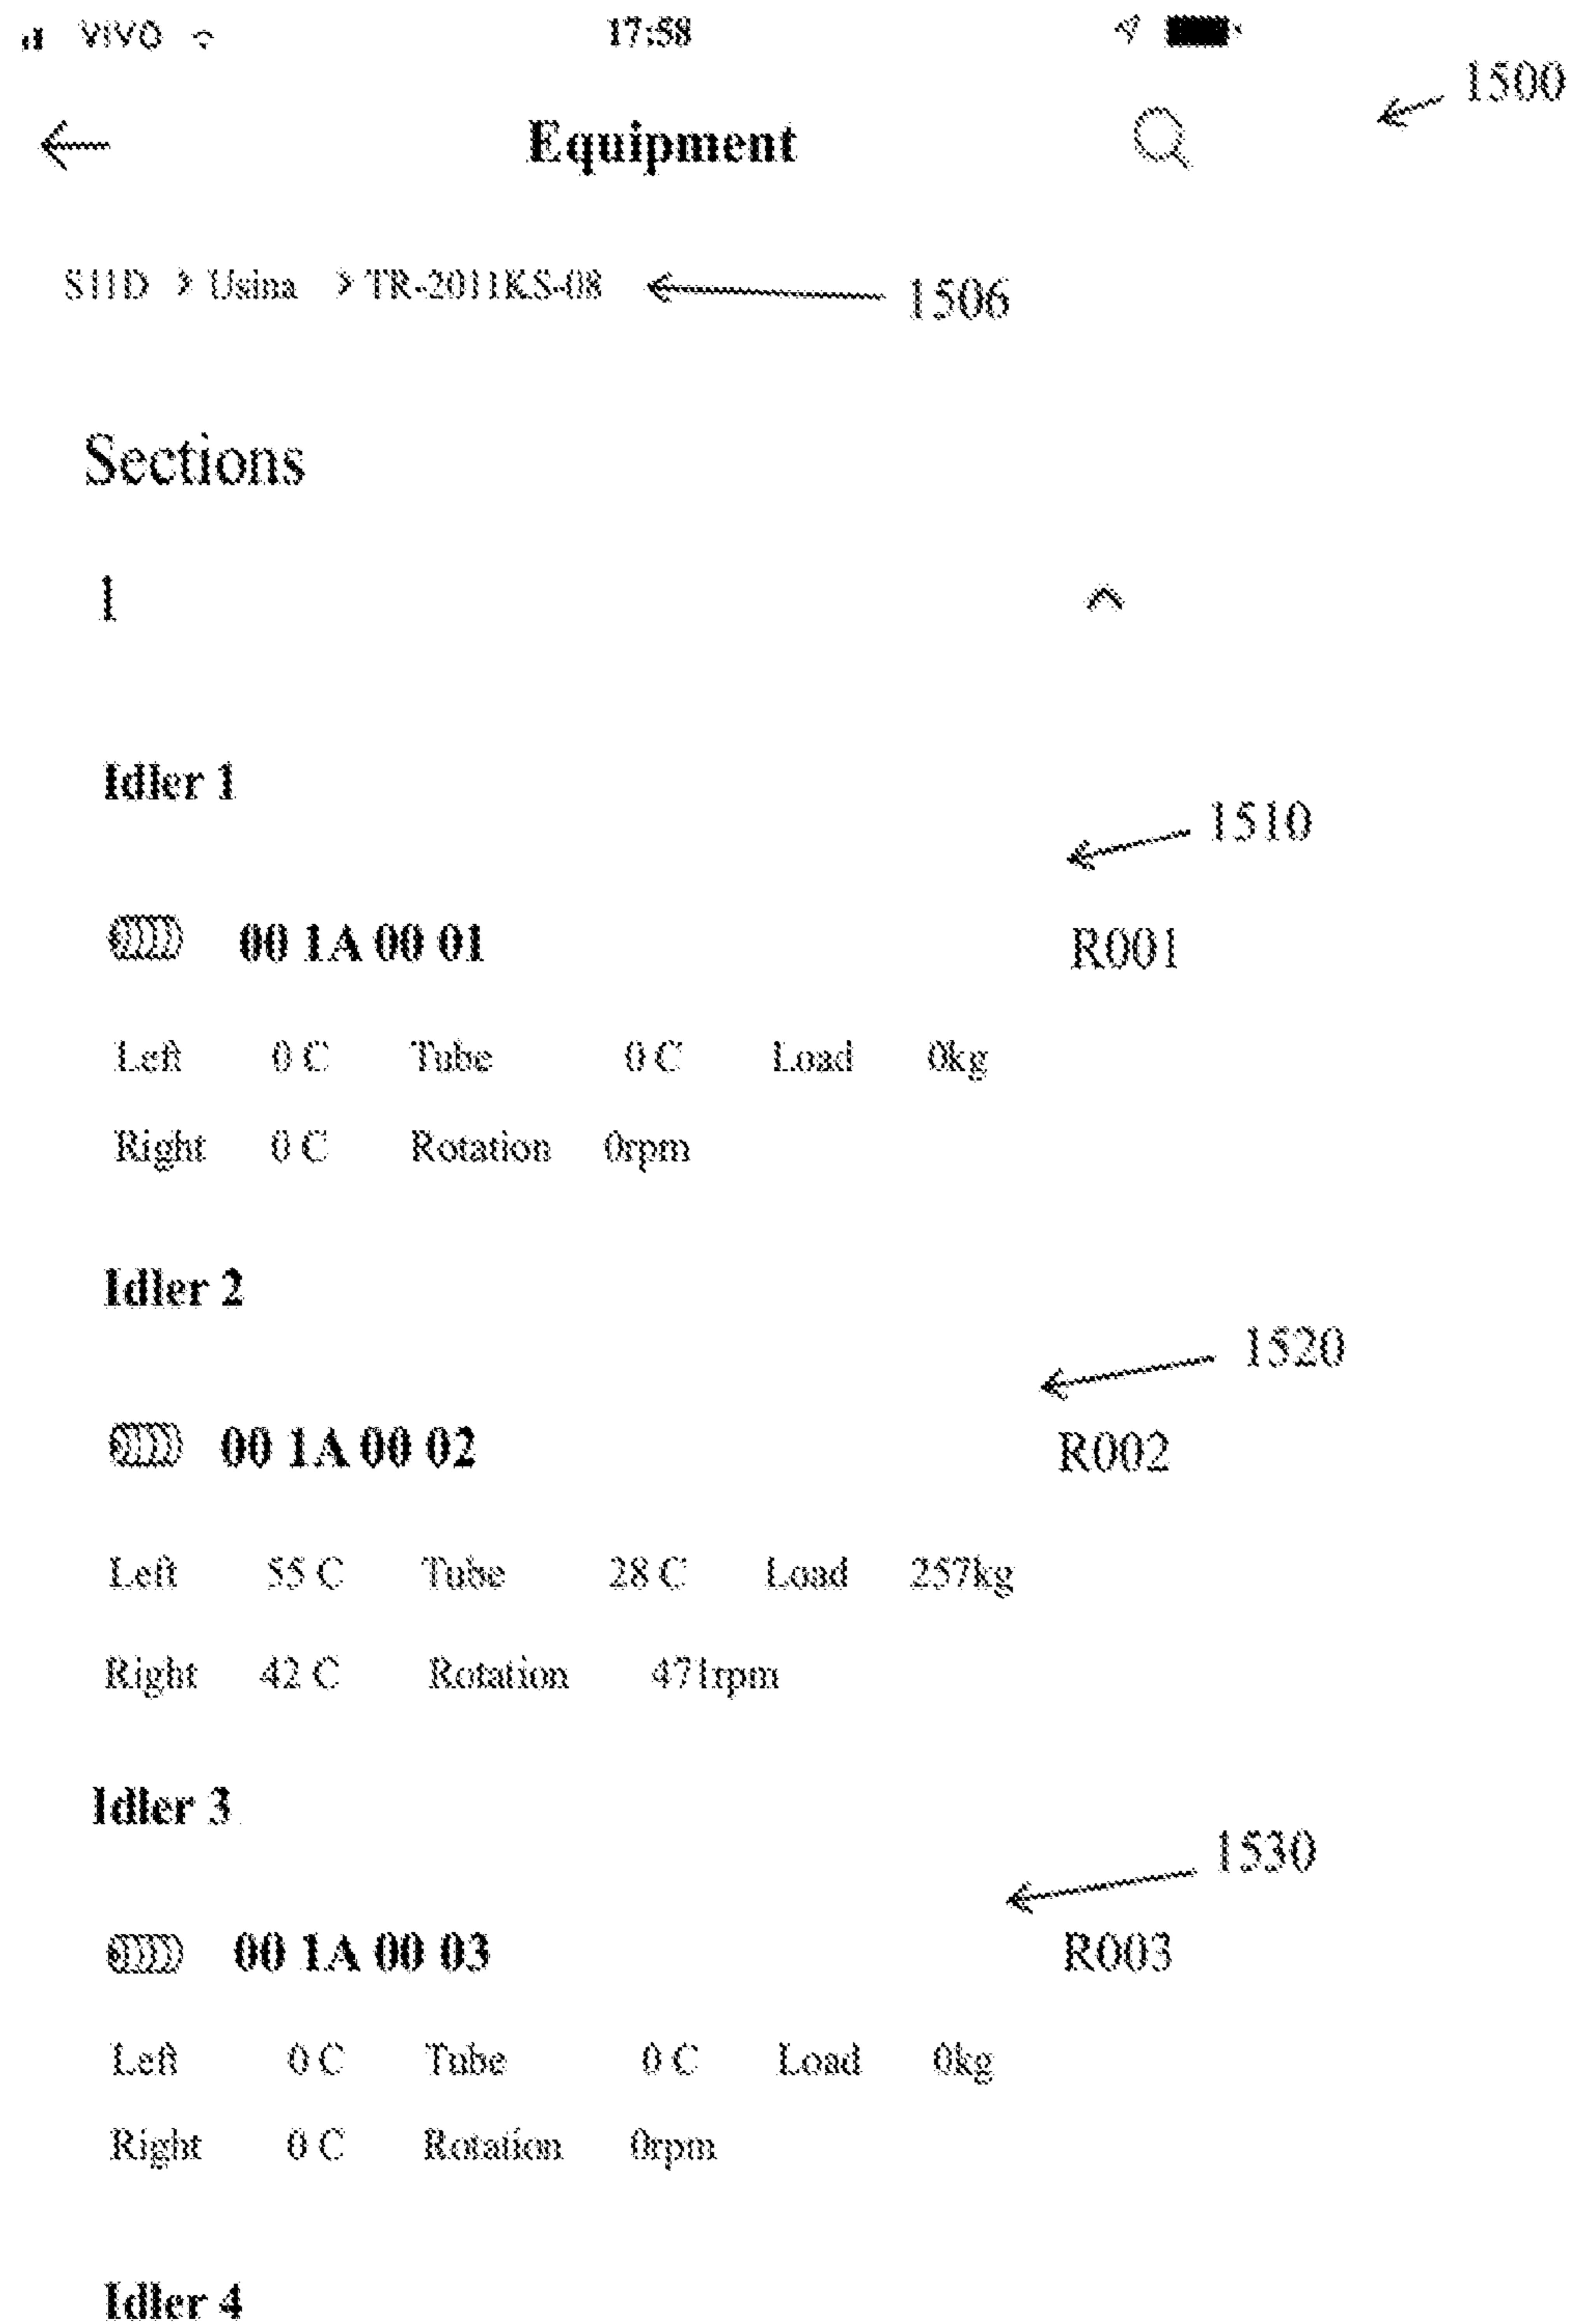 VIVO 17:58
1500
Equipment
S11D > Usina > TR-2011KS-08
1506
Sections
1
Idler 1
1510
00 1A 00 01 R001
Left 0 C Tube 0 C Load 0kg
Right 0 C Rotation 0rpm
Idler 2
1520
00 1A 00 02 R002
Left 55 C Tube 28 C Load 257kg
Right 42 C Rotation 471rpm
Idler 3
1530
00 1A 00 03 R003
Left 0 C Tube 0 C Load 0kg
Right 0 C Rotation 0rpm
Idler 4